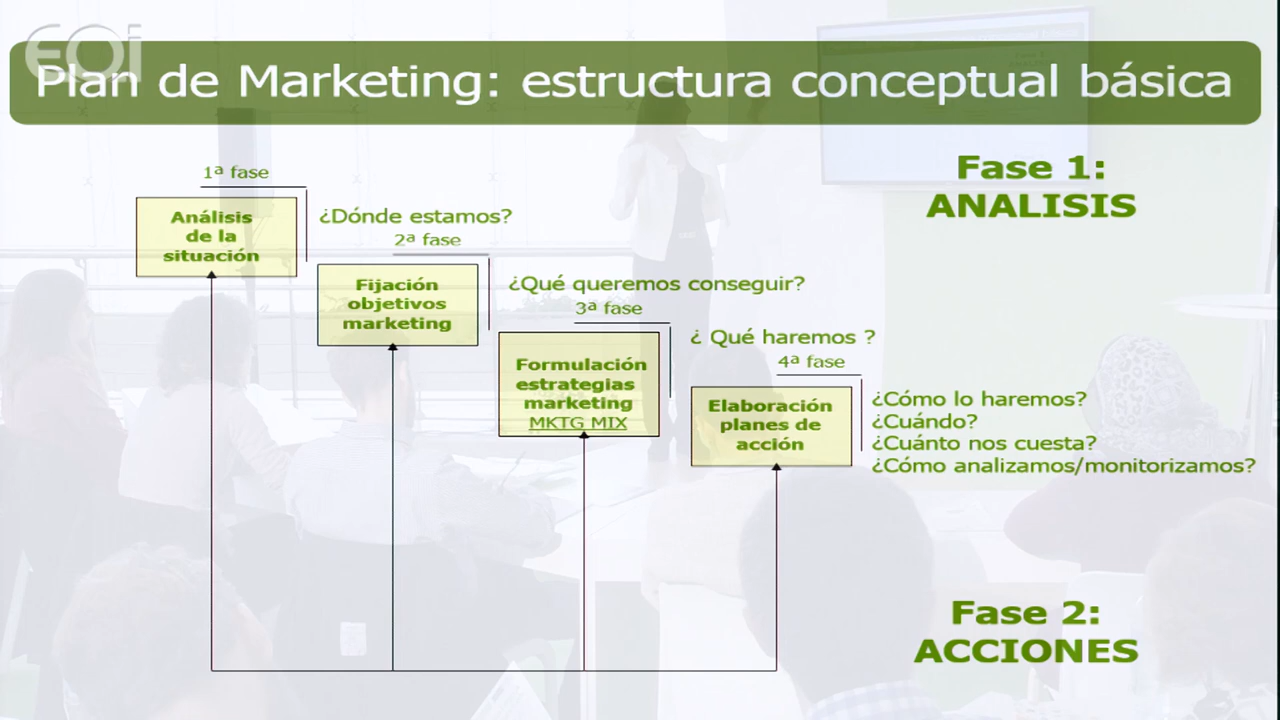 EOi
Plan de Marketing: estructura conceptual básica
Fase 1:
ANALISIS
1ª fase
Análisis
de la
situación
¿Dónde estamos?
2ª fase
Fijación
objetivos
marketing
¿Qué queremos conseguir?
3ª fase
Formulación
estrategias
marketing
MKTG MIX
¿ Qué haremos ?
4ª fase
Elaboración
planes de
acción
¿Cómo lo haremos?
¿Cuándo?
¿Cuánto nos cuesta?
¿Cómo analizamos/monitorizamos?
Fase 2:
ACCIONES